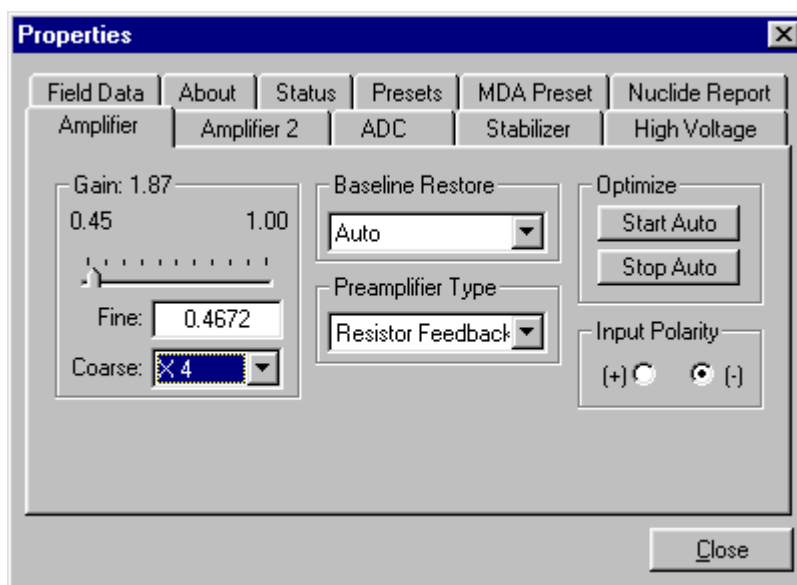 Properties
Field Data About Status Presets MDA Preset Nuclide Report
Amplifier Amplifier 2 ADC Stabilizer High Voltage
Gain: 1.87
0.45 1.00
Fine: 0.4672
Coarse: X 4
Baseline Restore
Auto
Preamplifier Type
Resistor Feedback
Optimize
Start Auto
Stop Auto
Input Polarity
(+) (-)
Close